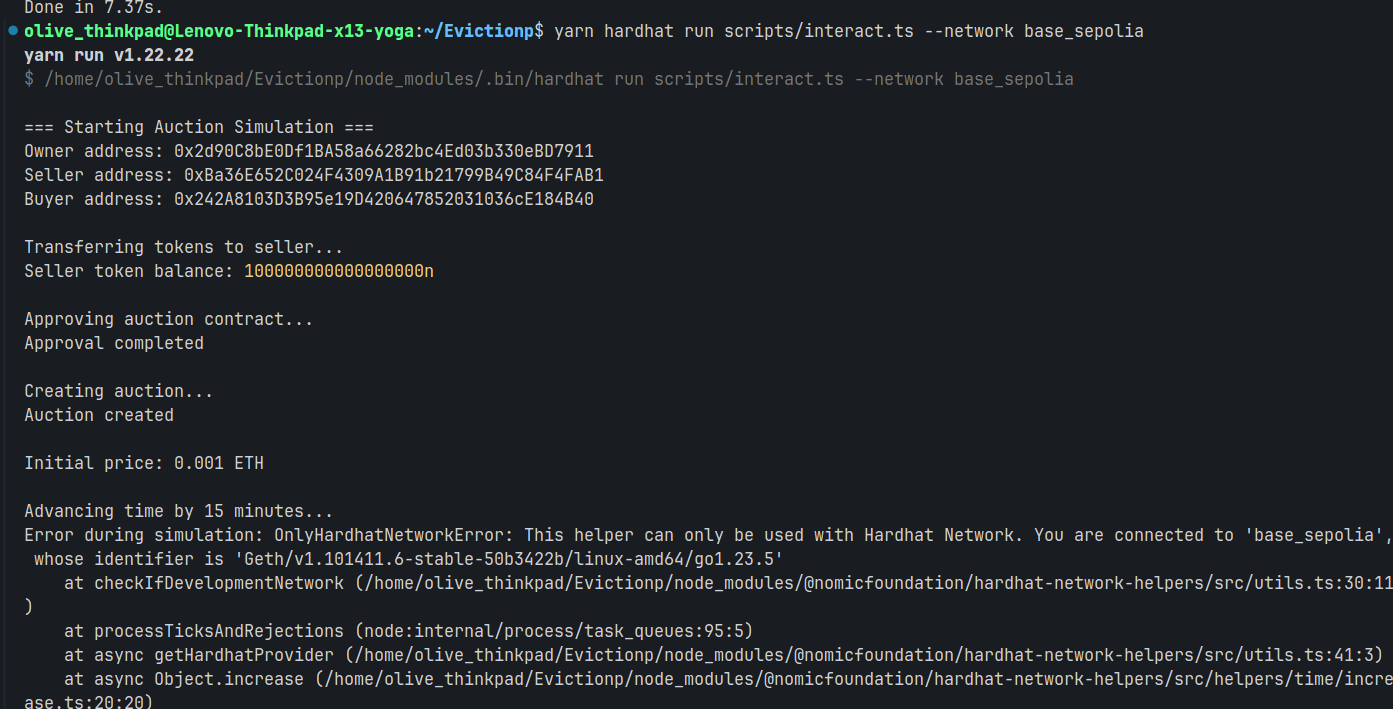 Done in 7.37s.
olive_thinkpad@Lenovo-Thinkpad-x13-yoga:~/Evictionp$ yarn hardhat run scripts/interact.ts --network base_sepolia
yarn run v1.22.22
$ /home/olive_thinkpad/Evictionp/node_modules/.bin/hardhat run scripts/interact.ts --network base_sepolia
=== Starting Auction Simulation ===
Owner address: 0x2d90C8bE0Df1BA58a66282bc4Ed03b330eBD7911
Seller address: 0xBa36E652C024F4309A1B91b21799B49C84F4FAB1
Buyer address: 0x242A8103D3B95e19D420647852031036cE184B40
Transferring tokens to seller...
Seller token balance: 1000000000000000000n
Approving auction contract...
Approval completed
Creating auction...
Auction created
Initial price: 0.001 ETH
Advancing time by 15 minutes...
Error during simulation: OnlyHardhatNetworkError: This helper can only be used with Hardhat Network. You are connected to 'base_sepolia',
whose identifier is 'Geth/v1.101411.6-stable-50b3422b/linux-amd64/go1.23.5'
at checkIfDevelopmentNetwork (/home/olive_thinkpad/Evictionp/node_modules/@nomicfoundation/hardhat-network-helpers/src/utils.ts:30:11
)
at processTicksAndRejections (node:internal/process/task_queues:95:5)
at async getHardhatProvider (/home/olive_thinkpad/Evictionp/node_modules/@nomicfoundation/hardhat-network-helpers/src/utils.ts:41:3)
at async Object.increase (/home/olive_thinkpad/Evictionp/node_modules/@nomicfoundation/hardhat-network-helpers/src/helpers/time/incre
ase.ts:20:20)